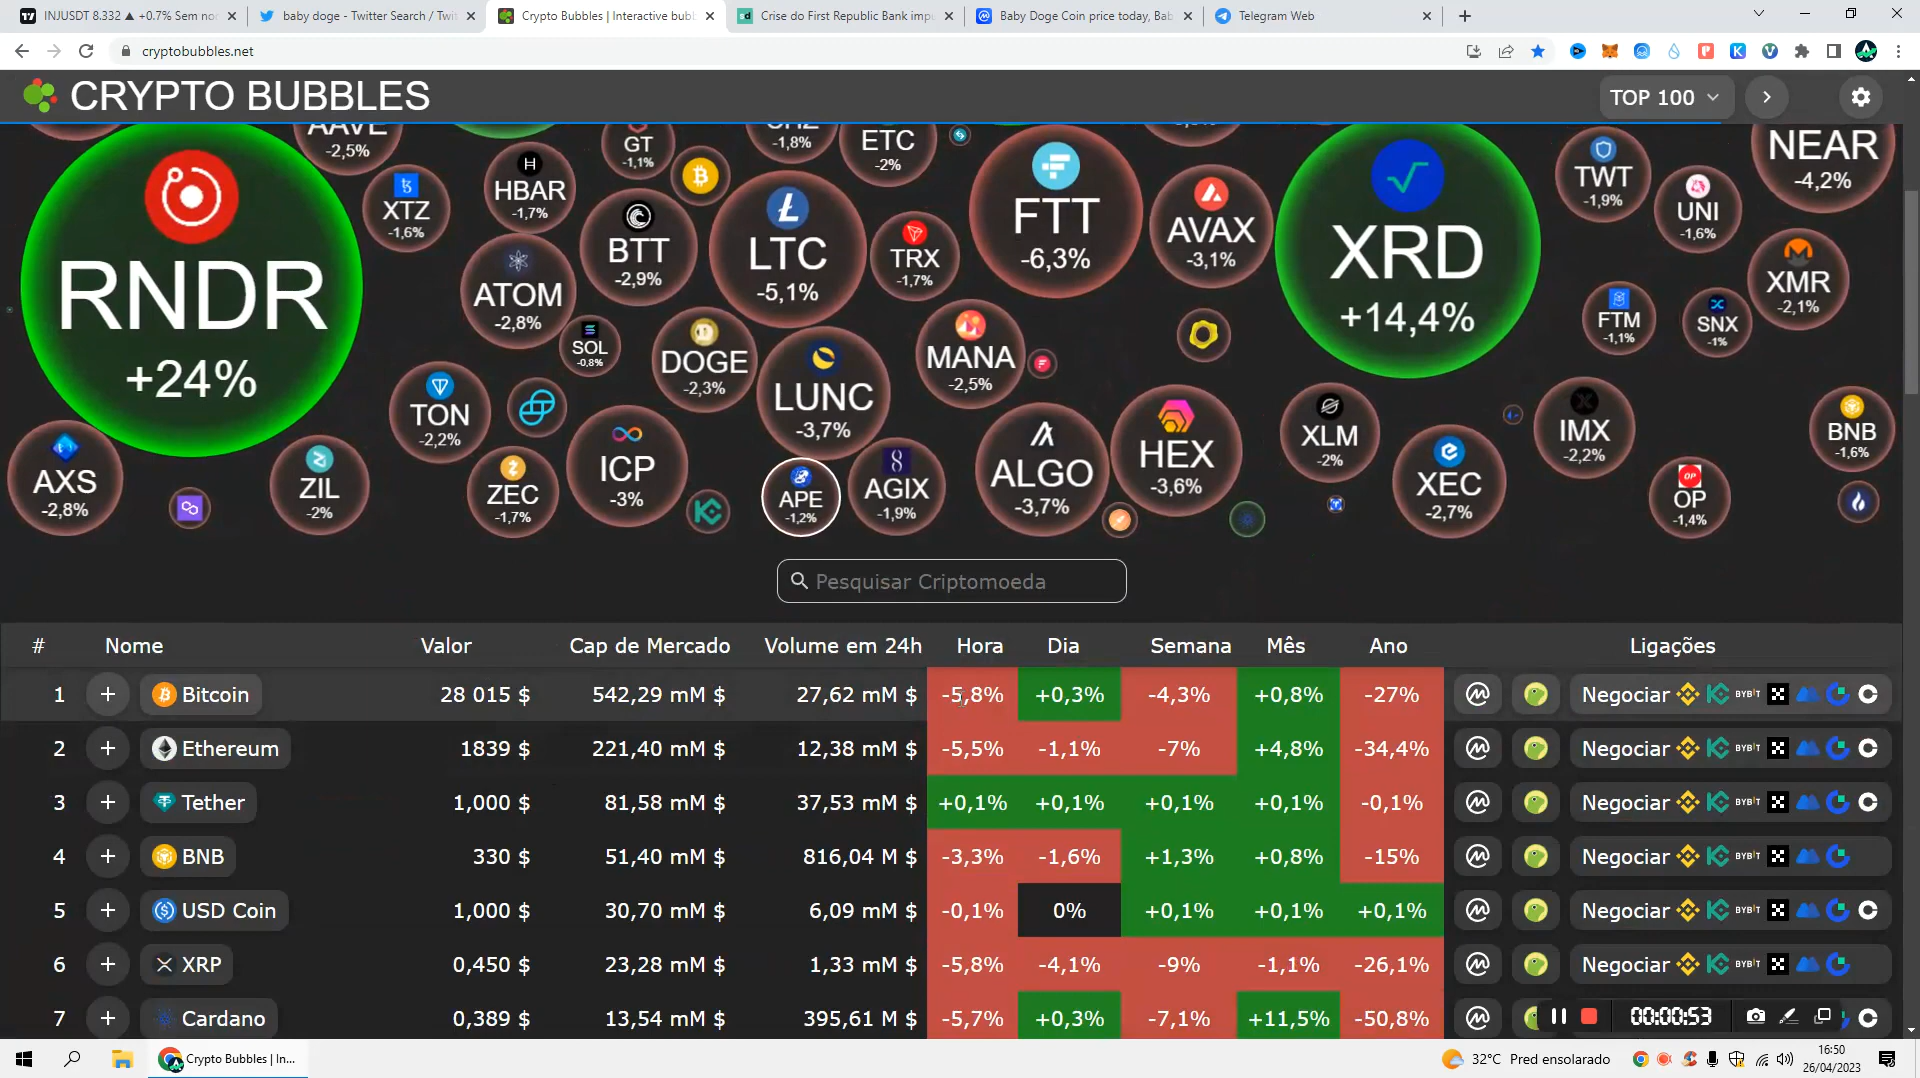 INJUSDT 8.332 ▲ +0.7% Sem no
baby doge - Twitter Search / Twit
Crypto Bubbles | Interactive bubb
Crise do First Republic Bank imp
Baby Doge Coin price today, Bab
Telegram Web
cryptobubbles.net
CRYPTO BUBBLES
TOP 100
AAVE
-2,5%
GT
-1,1%
-1,8%
ETC
-2%
NEAR
-4,2%
RNDR
+24%
XTZ
-1,6%
HBAR
-1,7%
BTT
-2,9%
LTC
-5,1%
TRX
-1,7%
FTT
-6,3%
AVAX
-3,1%
XRD
+14,4%
TWT
-1,9%
UNI
-1,6%
XMR
-2,1%
ATOM
-2,8%
SOL
-0,8%
DOGE
-2,3%
LUNC
-3,7%
MANA
-2,5%
FTM
-1,1%
SNX
-1%
TON
-2,2%
ICP
-3%
ALGO
-3,7%
HEX
-3,6%
XLM
-2%
IMX
-2,2%
BNB
-1,6%
AXS
-2,8%
ZIL
-2%
ZEC
-1,7%
APE
-1,2%
AGIX
-1,9%
XEC
-2,7%
OP
-1,4%
Pesquisar Criptomoeda
# Nome Valor Cap de Mercado Volume em 24h Hora Dia Semana Mês Ano Ligações
1 + Bitcoin 28 015 $ 542,29 mM $ 27,62 mM $ -5,8% +0,3% -4,3% +0,8% -27% Negociar BYBIT
2 + Ethereum 1839 $ 221,40 mM $ 12,38 mM $ -5,5% -1,1% -7% +4,8% -34,4% Negociar BYBIT
3 + Tether 1,000 $ 81,58 mM $ 37,53 mM $ +0,1% +0,1% +0,1% +0,1% -0,1% Negociar BYBIT
4 + BNB 330 $ 51,40 mM $ 816,04 M $ -3,3% -1,6% +1,3% +0,8% -15% Negociar BYBIT
5 + USD Coin 1,000 $ 30,70 mM $ 6,09 mM $ -0,1% 0% +0,1% +0,1% +0,1% Negociar BYBIT
6 + XRP 0,450 $ 23,28 mM $ 1,33 mM $ -5,8% -4,1% -9% -1,1% -26,1% Negociar BYBIT
7 + Cardano 0,389 $ 13,54 mM $ 395,61 M $ -5,7% +0,3% -7,1% +11,5% -50,8%
00:00:53
Crypto Bubbles | In...
32°C Pred ensolarado
16:50
26/04/2023